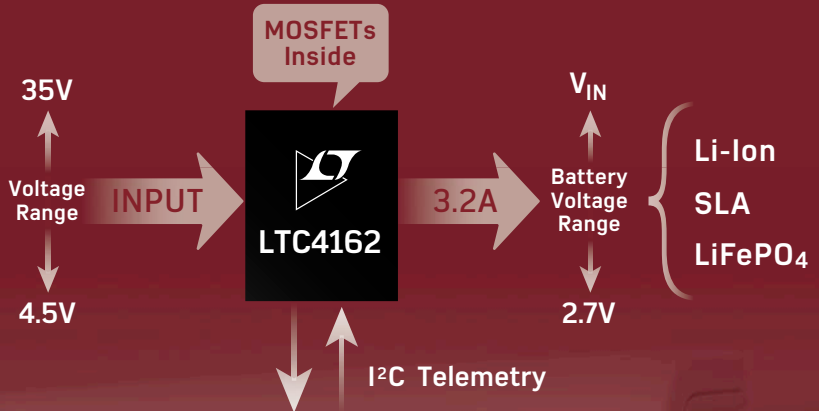 MOSFETs
Inside
35V
Voltage
Range
4.5V
INPUT
LTC4162
3.2A
V_IN
Battery
Voltage
Range
2.7V
Li-Ion
SLA
LiFePO₄
I²C Telemetry